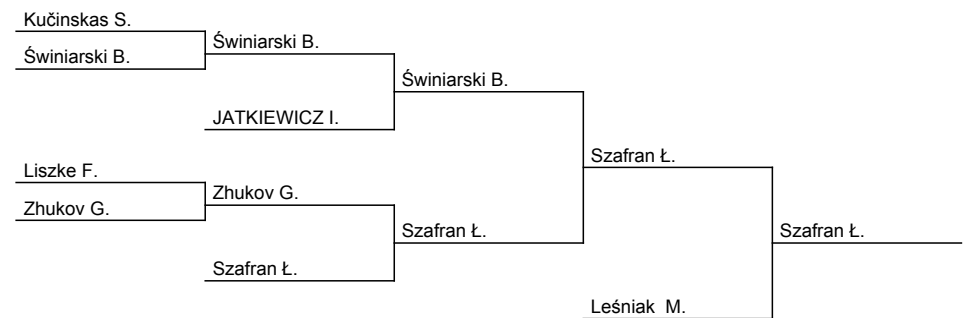 Kučinskas S.
Świniarski B.
Świniarski B.
Świniarski B.
JATKIEWICZ I.
Szafran Ł.
Liszke F.
Zhukov G.
Zhukov G.
Szafran Ł.
Szafran Ł.
Szafran Ł.
Leśniak M.